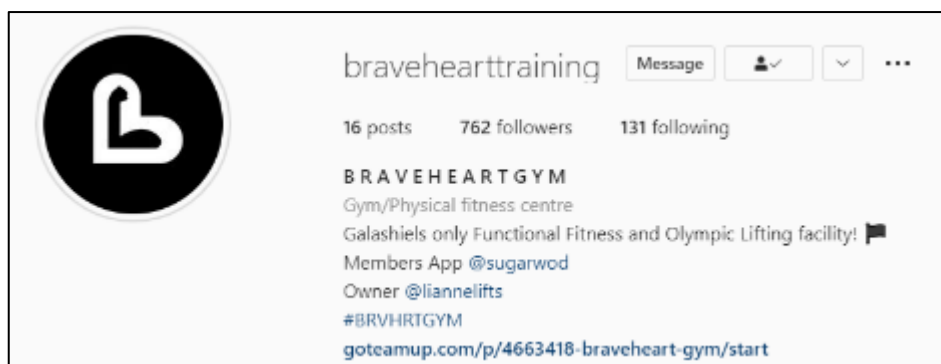 bravehearttraining Message
16 posts 762 followers 131 following
BRAVEHEARTGYM
Gym/Physical fitness centre
Galashiels only Functional Fitness and Olympic Lifting facility! 🏴
Members App @sugarwod
Owner @liannelifts
#BRVHRTGYM
goteamup.com/p/4663418-braveheart-gym/start